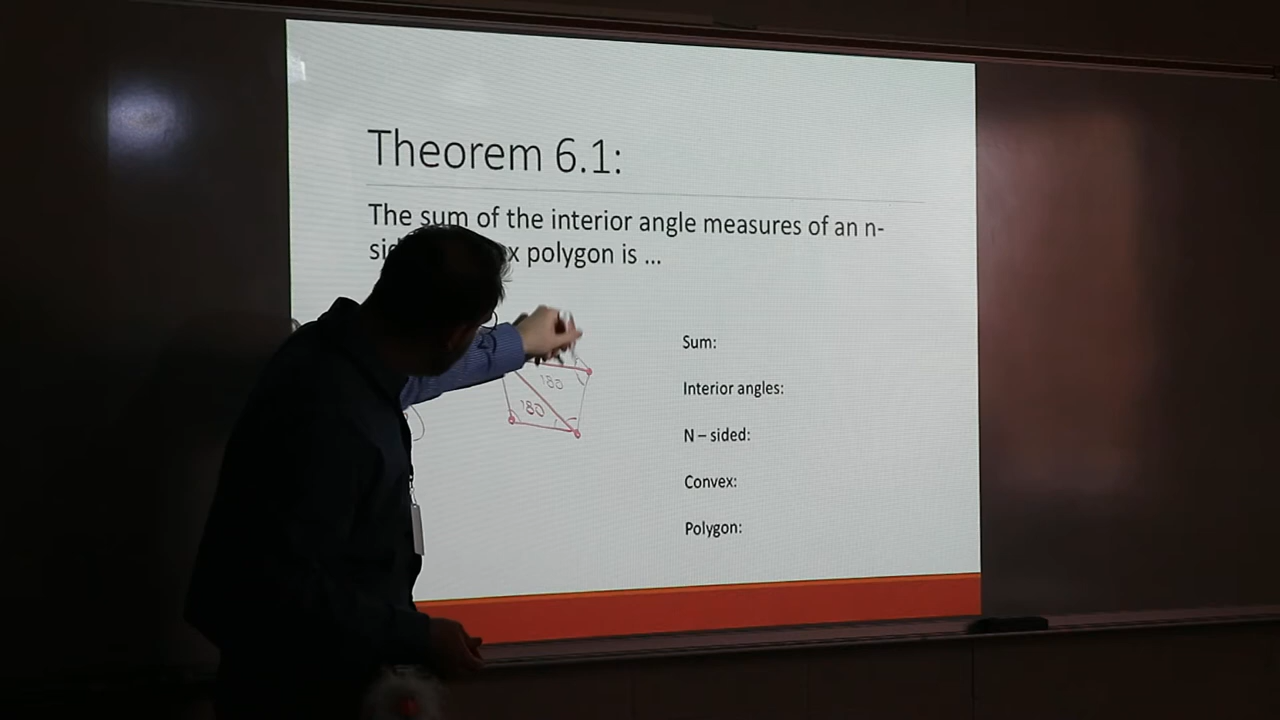 Theorem 6.1:
The sum of the interior angle measures of an n-
polygon is ...
Sum:
180
Interior angles:
180
N – sided:
Convex:
Polygon: